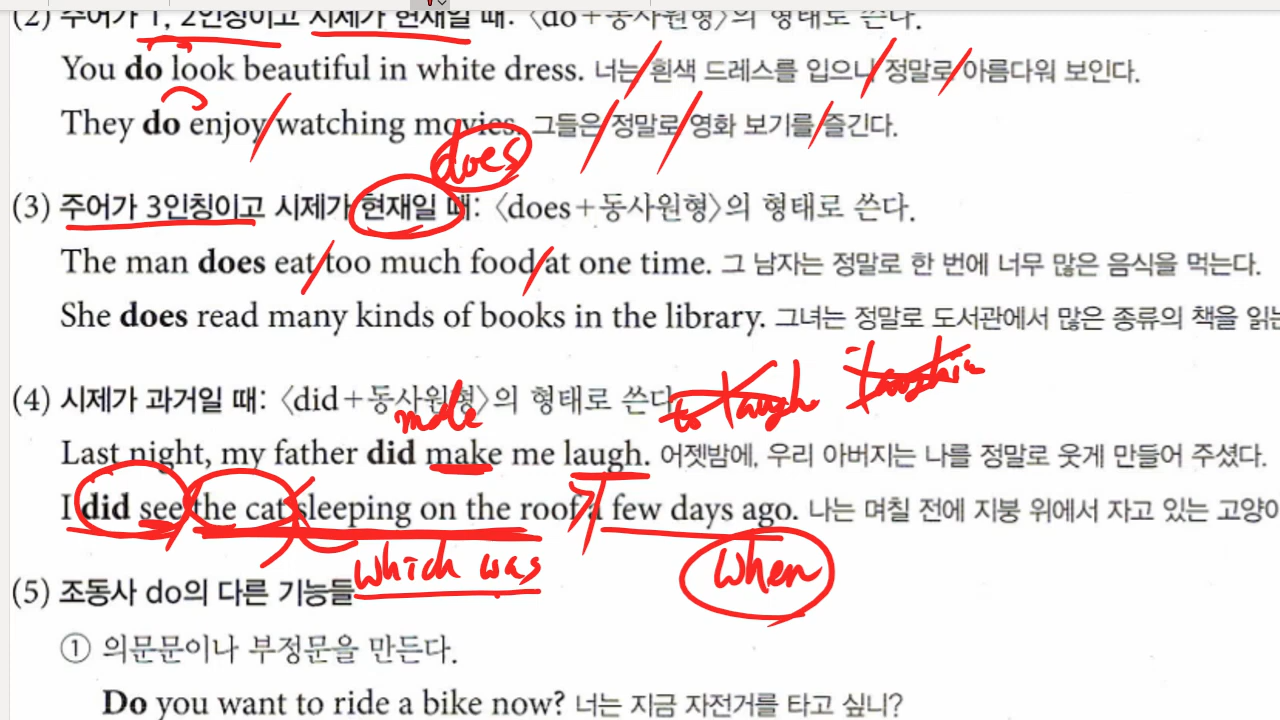 (2) 주어가 1, 2인칭이고 시제가 현재일 때: 〈do+동사원형〉의 형태로 쓴다.
You do look beautiful in white dress. 너는 흰색 드레스를 입으니 정말로 아름다워 보인다.
They do enjoy watching movies. 그들은 정말로 영화 보기를 즐긴다.
does
(3) 주어가 3인칭이고 시제가 현재일 때: 〈does+동사원형〉의 형태로 쓴다.
The man does eat too much food at one time. 그 남자는 정말로 한 번에 너무 많은 음식을 먹는다.
She does read many kinds of books in the library. 그녀는 정말로 도서관에서 많은 종류의 책을 읽는
(4) 시제가 과거일 때: 〈did+동사원형〉의 형태로 쓴다
to laugh
Last night, my father did make me laugh. 어젯밤에, 우리 아버지는 나를 정말로 웃게 만들어 주셨다.
I did see the cat sleeping on the roof a few days ago. 나는 며칠 전에 지붕 위에서 자고 있는 고양이
which was when
(5) 조동사 do의 다른 기능들
① 의문문이나 부정문을 만든다.
Do you want to ride a bike now? 너는 지금 자전거를 타고 싶니?